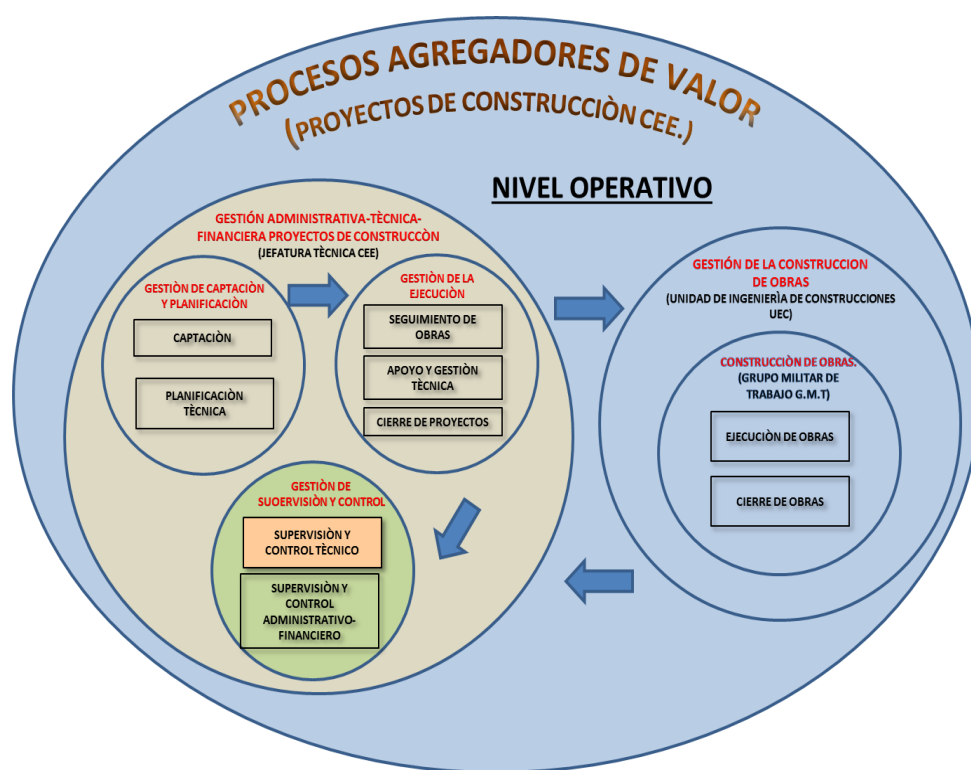 PROCESOS AGREGADORES DE VALOR
(PROYECTOS DE CONSTRUCCIÒN CEE.)
NIVEL OPERATIVO
GESTIÓN ADMINISTRATIVA-TÈCNICA-
FINANCIERA PROYECTOS DE CONSTRUCCÒN
(JEFATURA TÈCNICA CEE)
GESTIÒN DE CAPTACIÒN
Y PLANIFICACIÒN
CAPTACIÒN
PLANIFICACIÒN
TÈCNICA
GESTIÒN DE LA
EJECUCIÒN
SEGUIMIENTO DE
OBRAS
APOYO Y GESTIÒN
TÈCNICA
CIERRE DE PROYECTOS
GESTIÒN DE
SUOERVISIÒN Y CONTROL
SUPERVISIÒN Y
CONTROL TÈCNICO
SUPERVISIÒN Y
CONTROL
ADMINISTRATIVO-
FINANCIERO
GESTIÓN DE LA CONSTRUCCION
DE OBRAS
(UNIDAD DE INGENIERÌA DE CONSTRUCCIONES
UEC)
CONSTRUCCIÒN DE OBRAS.
(GRUPO MILITAR DE
TRABAJO G.M.T)
EJECUCIÒN DE OBRAS
CIERRE DE OBRAS